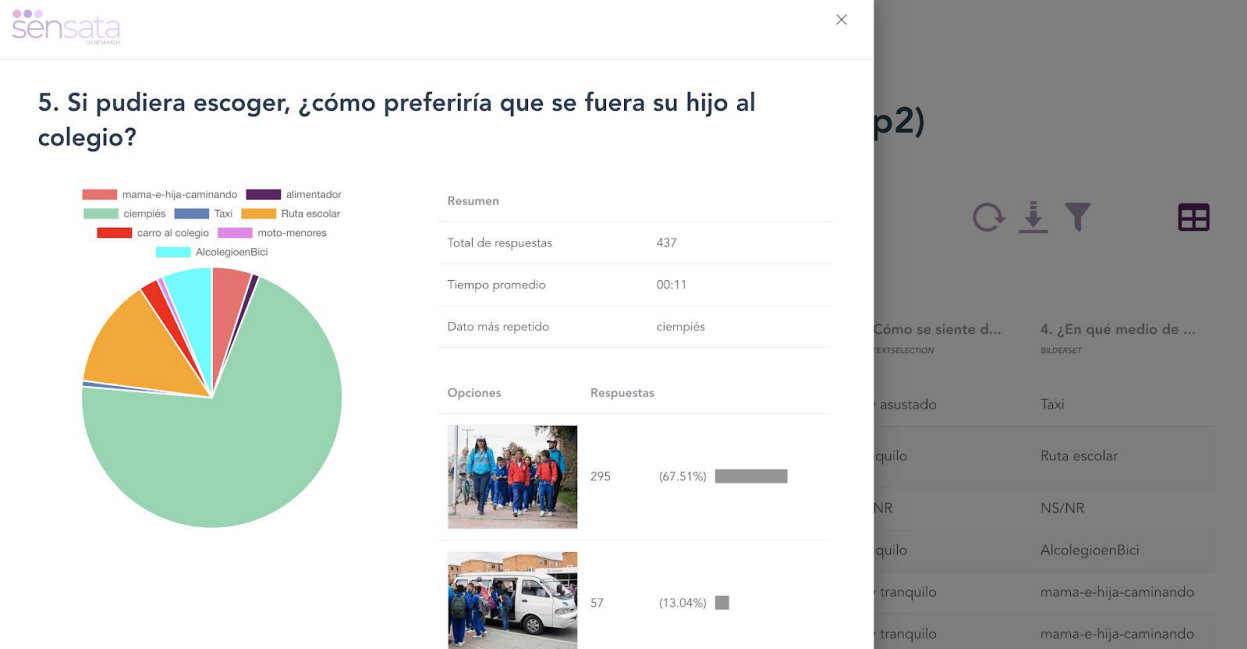 sensata
UX RESEARCH
5. Si pudiera escoger, ¿cómo preferiría que se fuera su hijo al
colegio?
mama-e-hija-caminando alimentador
ciempiés Taxi Ruta escolar
carro al colegio moto-menores
AlcolegioenBici
Resumen
Total de respuestas 437
Tiempo promedio 00:11
Dato más repetido ciempiés
Opciones Respuestas
295 (67.51%)
57 (13.04%)
p2)
Cómo se siente d... 4. ¿En qué medio de ...
TEXTSELECTION BILDERSET
asustado Taxi
quilo Ruta escolar
NR NS/NR
quilo AlcolegioenBici
tranquilo mama-e-hija-caminando
tranquilo mama-e-hija-caminando